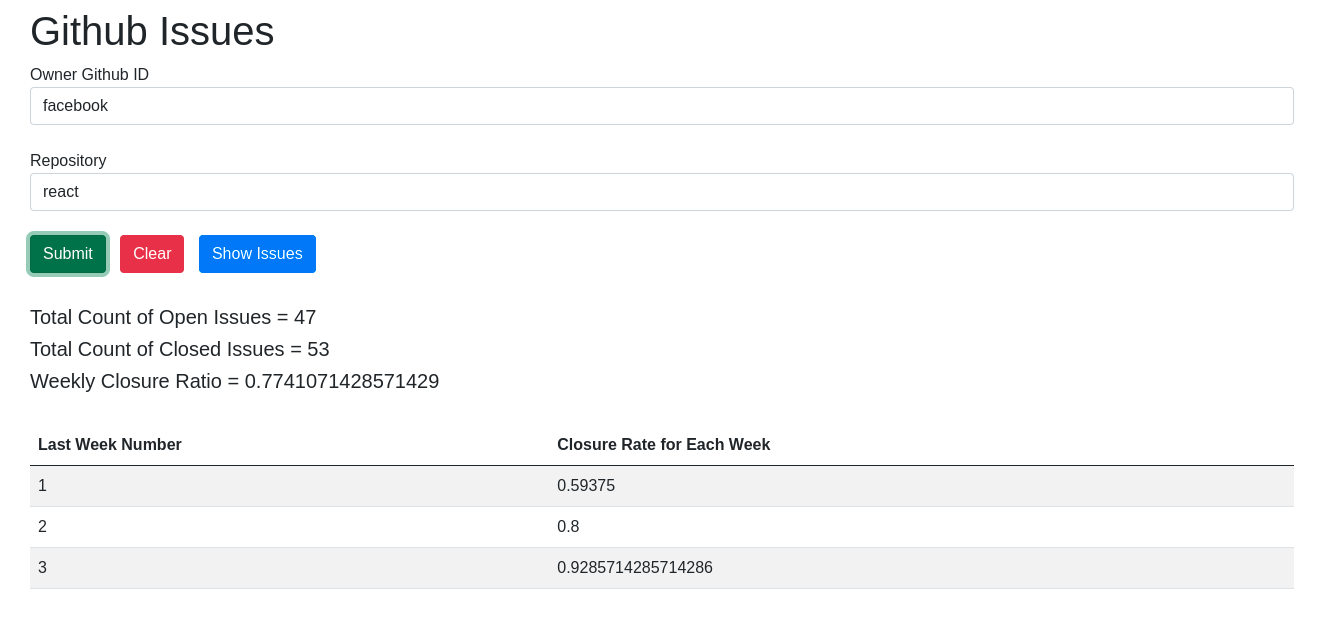 Github Issues
Owner Github ID
facebook
Repository
react
Submit Clear Show Issues
Total Count of Open Issues = 47
Total Count of Closed Issues = 53
Weekly Closure Ratio = 0.7741071428571429
Last Week Number Closure Rate for Each Week
1 0.59375
2 0.8
3 0.9285714285714286